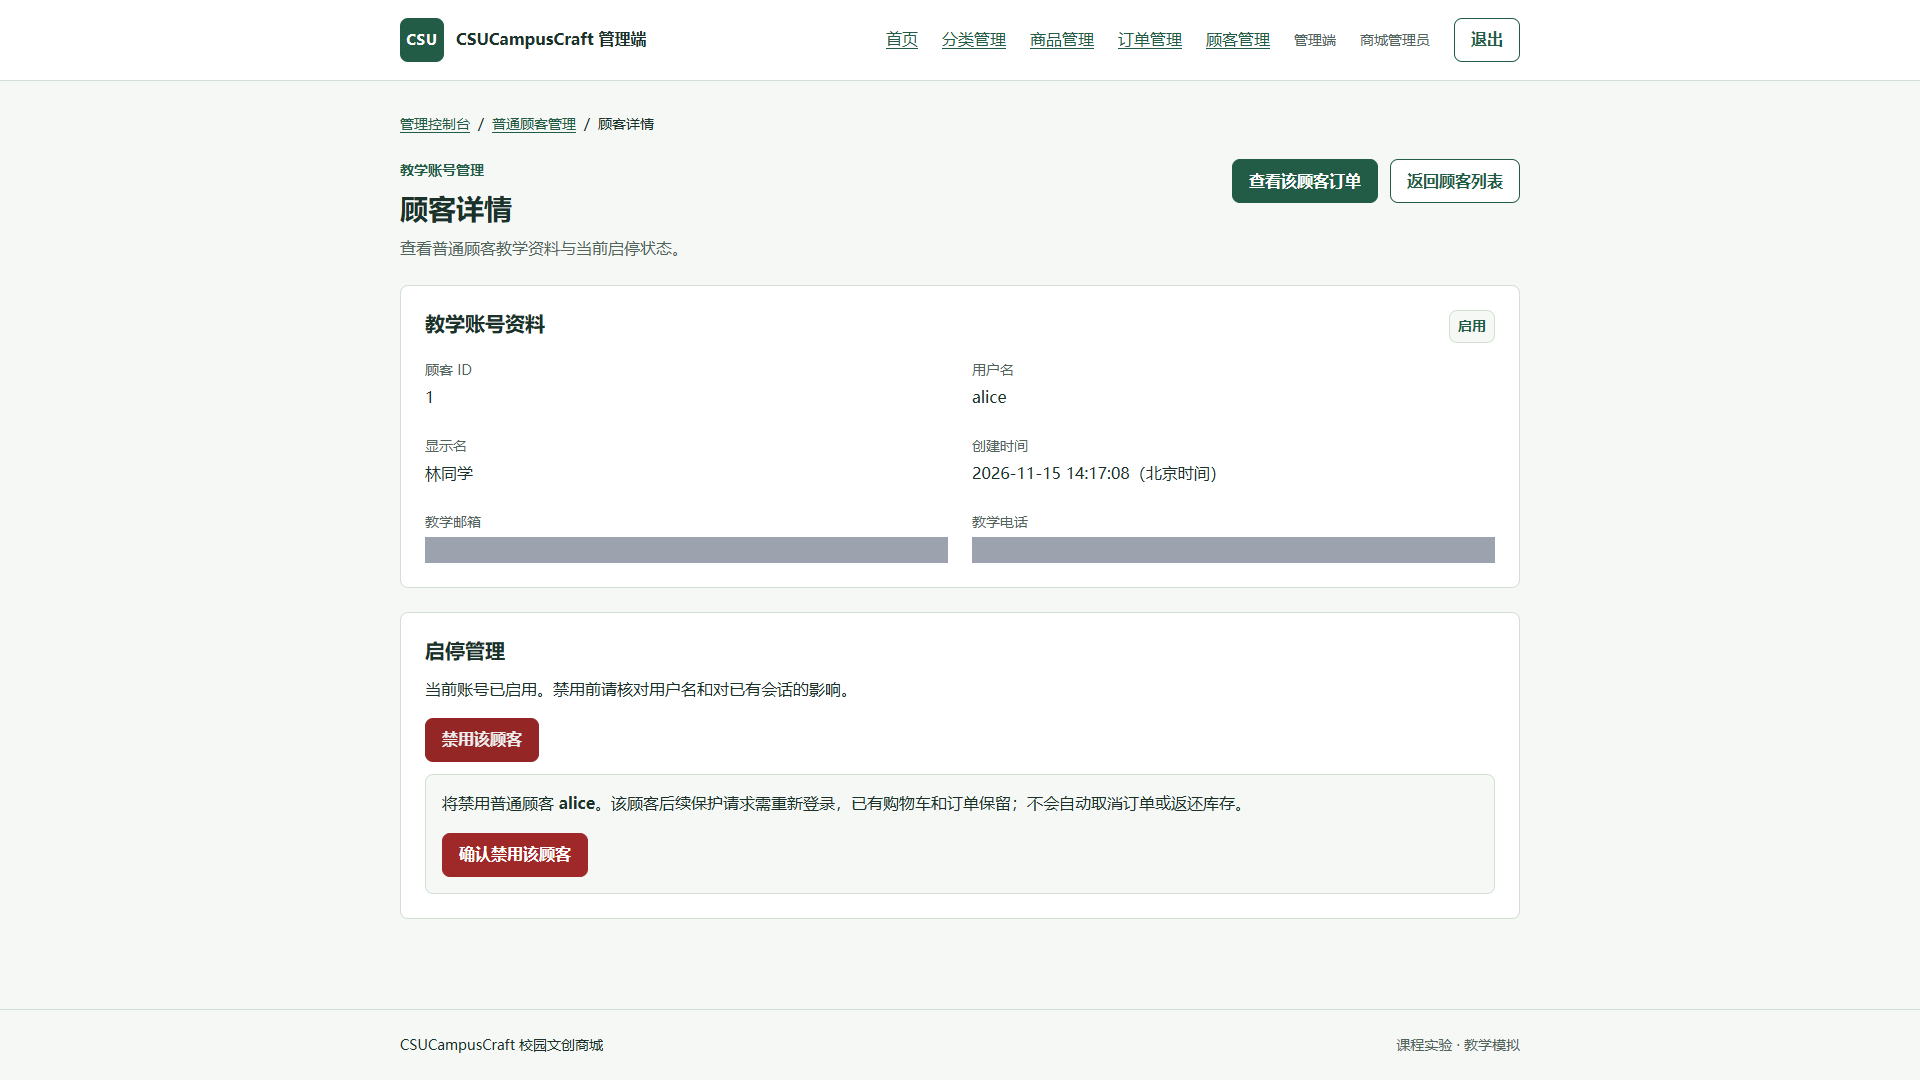 CSU CSUCampusCraft 管理端 首页 分类管理 商品管理 订单管理 顾客管理 管理端 商城管理员 退出
管理控制台 / 普通顾客管理 / 顾客详情
教学账号管理
顾客详情
查看普通顾客教学资料与当前启停状态。
查看该顾客订单 返回顾客列表
教学账号资料 启用
顾客 ID
1
用户名
alice
显示名
林同学
创建时间
2026-11-15 14:17:08（北京时间）
教学邮箱
教学电话
启停管理
当前账号已启用。禁用前请核对用户名和对已有会话的影响。
禁用该顾客
将禁用普通顾客 alice。该顾客后续保护请求需重新登录，已有购物车和订单保留；不会自动取消订单或返还库存。
确认禁用该顾客
CSUCampusCraft 校园文创商城 课程实验 · 教学模拟